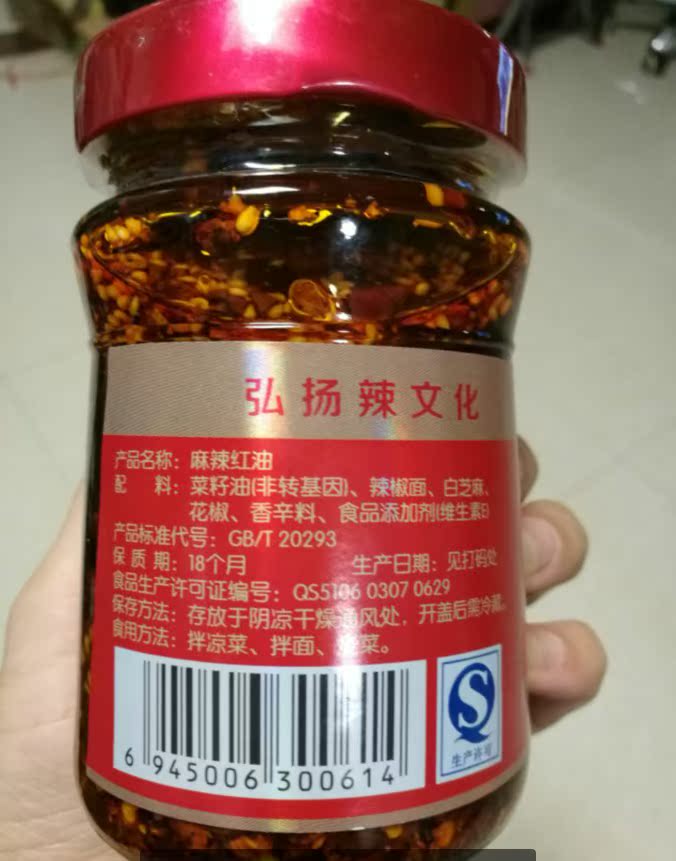 弘扬辣文化
产品名称：麻辣红油
配 料：菜籽油(非转基因)、辣椒面、白芝麻、
花椒、香辛料、食品添加剂(维生素E)
产品标准代号：GB/T 20293
保 质 期：18个月 生产日期：见打码处
食品生产许可证编号：QS5106 0307 0629
保存方法：存放于阴凉干燥通风处，开盖后需冷藏。
食用方法：拌凉菜、拌面、菜。
6 945006 300614
生产许可